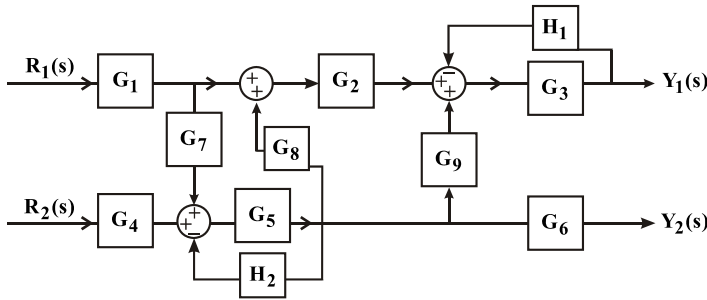 H₁
R₁(s)
G₁
+
+
G₂
−
+
+
G₃
Y₁(s)
G₇
G₈
G₉
R₂(s)
G₄
+
+
−
G₅
G₆
Y₂(s)
H₂